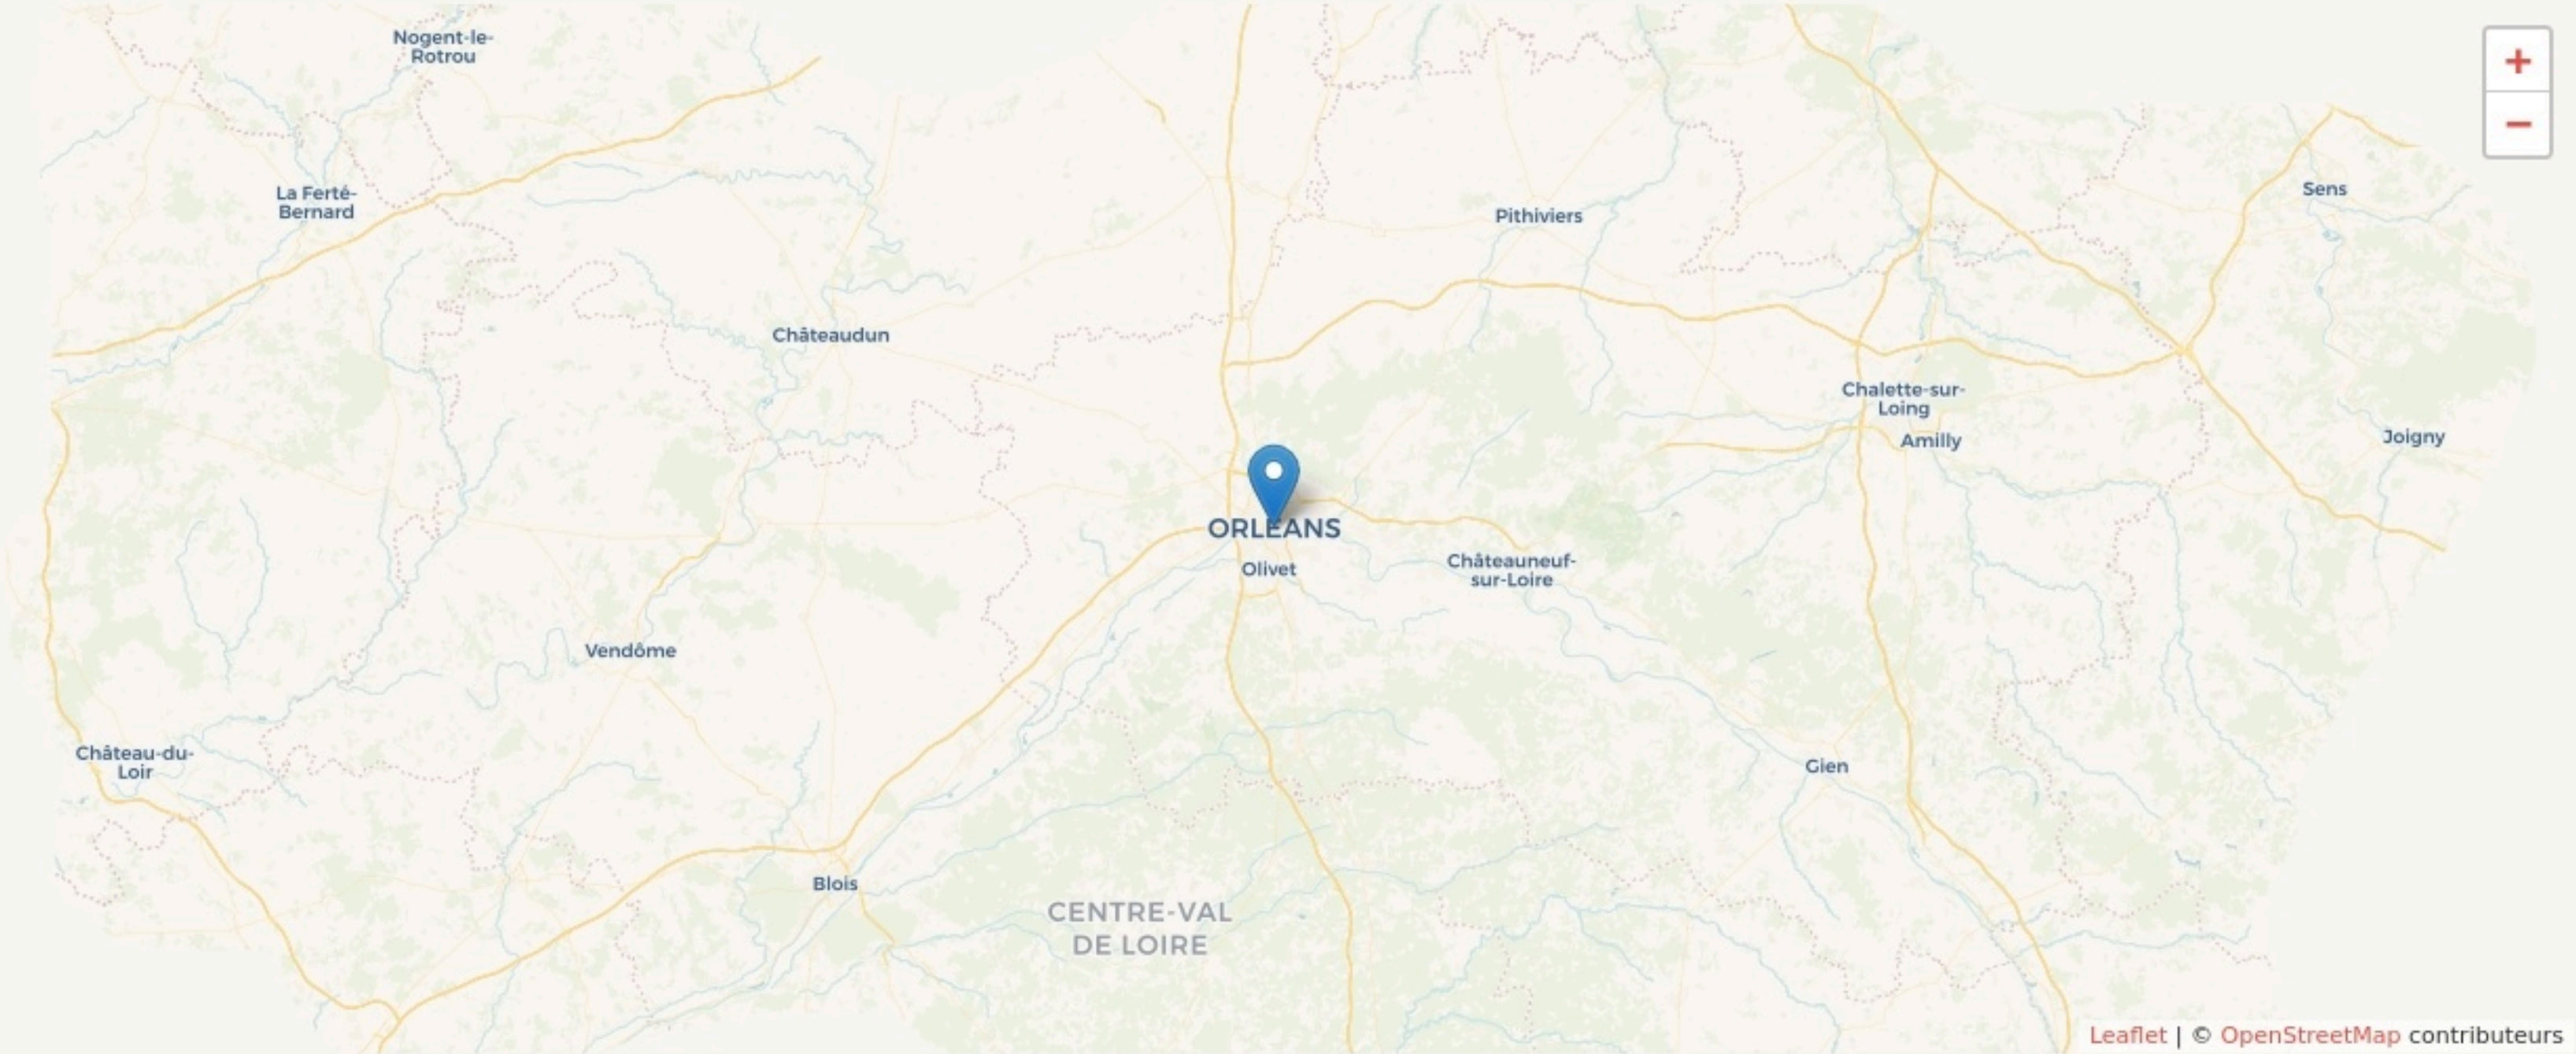 Nogent-le-
Rotrou
+
−
La Ferté-
Bernard
Sens
Pithiviers
Châteaudun
Chalette-sur-
Loing
Amilly
Joigny
ORLÉANS
Olivet
Châteauneuf-
sur-Loire
Vendôme
Château-du-
Loir
Gien
Blois
CENTRE-VAL
DE LOIRE
Leaflet | © OpenStreetMap contributeurs